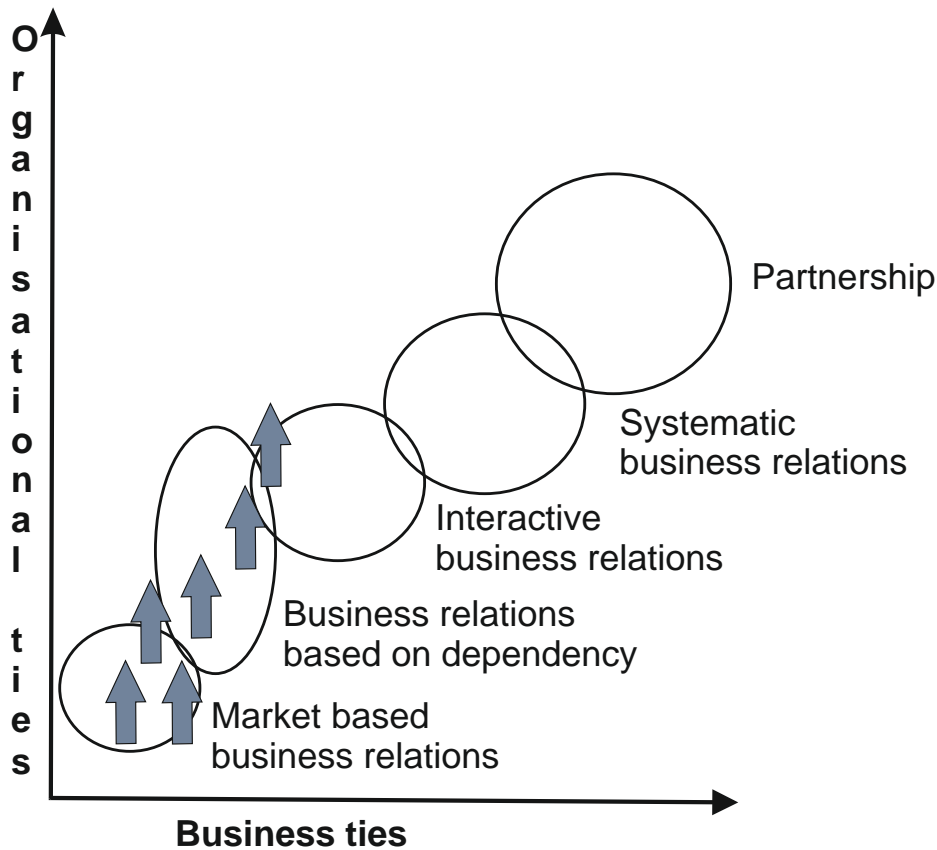 Organisational ties
Partnership
Systematic
business relations
Interactive
business relations
Business relations
based on dependency
Market based
business relations
Business ties